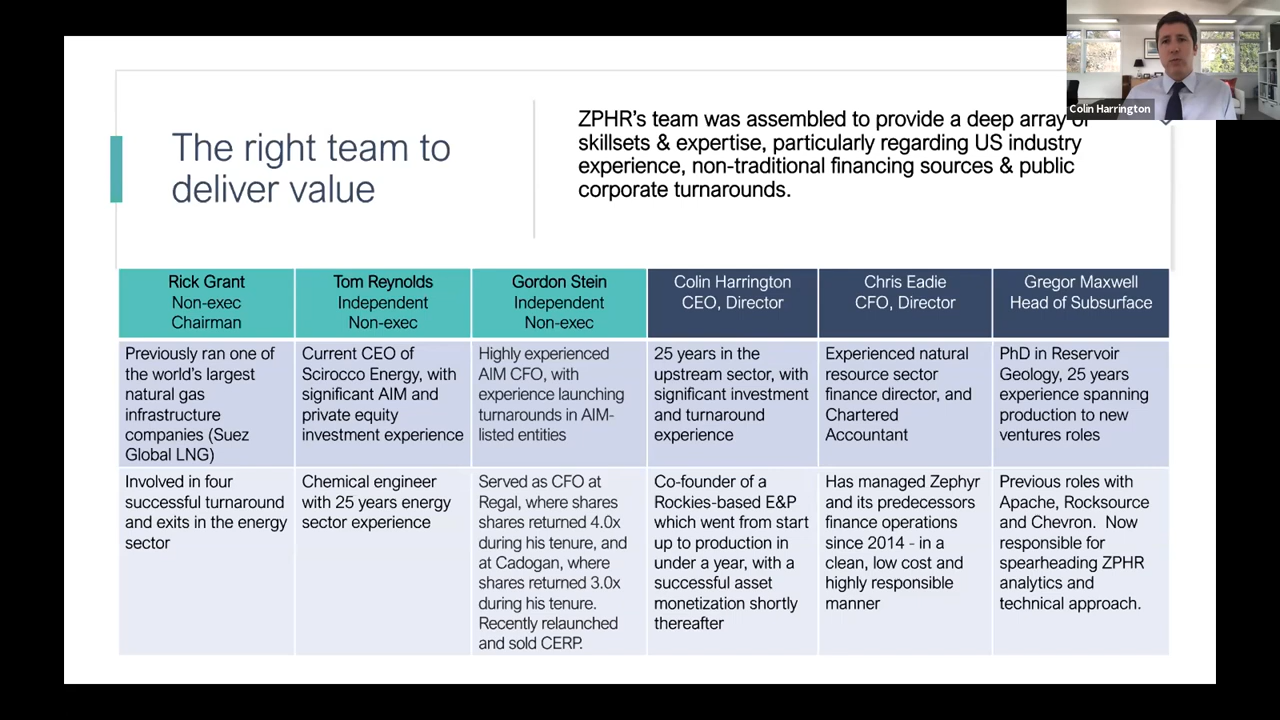 Colin Harrington
The right team to
deliver value
ZPHR's team was assembled to provide a deep array of
skillsets & expertise, particularly regarding US industry
experience, non-traditional financing sources & public
corporate turnarounds.
Rick Grant
Non-exec
Chairman
Tom Reynolds
Independent
Non-exec
Gordon Stein
Independent
Non-exec
Colin Harrington
CEO, Director
Chris Eadie
CFO, Director
Gregor Maxwell
Head of Subsurface
Previously ran one of
the world's largest
natural gas
infrastructure
companies (Suez
Global LNG)
Current CEO of
Scirocco Energy, with
significant AIM and
private equity
investment experience
Highly experienced
AIM CFO, with
experience launching
turnarounds in AIM-
listed entities
25 years in the
upstream sector, with
significant investment
and turnaround
experience
Experienced natural
resource sector
finance director, and
Chartered
Accountant
PhD in Reservoir
Geology, 25 years
experience spanning
production to new
ventures roles
Involved in four
successful turnaround
and exits in the energy
sector
Chemical engineer
with 25 years energy
sector experience
Served as CFO at
Regal, where shares
shares returned 4.0x
during his tenure, and
at Cadogan, where
shares returned 3.0x
during his tenure.
Recently relaunched
and sold CERP.
Co-founder of a
Rockies-based E&P
which went from start
up to production in
under a year, with a
successful asset
monetization shortly
thereafter
Has managed Zephyr
and its predecessors
finance operations
since 2014 - in a
clean, low cost and
highly responsible
manner
Previous roles with
Apache, Rocksource
and Chevron.  Now
responsible for
spearheading ZPHR
analytics and
technical approach.